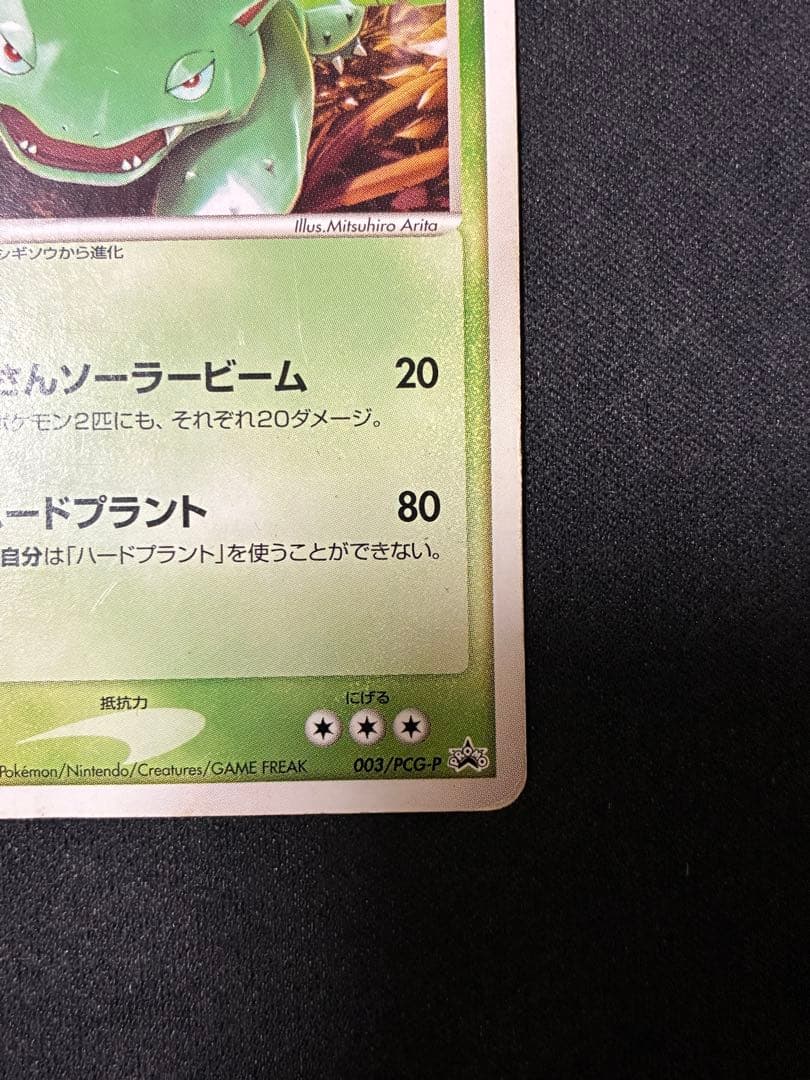 Illus.Mitsuhiro Arita
シギソウから進化
さんソーラービーム 20
ポケモン2匹にも、それぞれ20ダメージ。
ハードプラント 80
自分は「ハードプラント」を使うことができない。
抵抗力 にげる
Pokémon/Nintendo/Creatures/GAME FREAK 003/PCG-P
PROMO